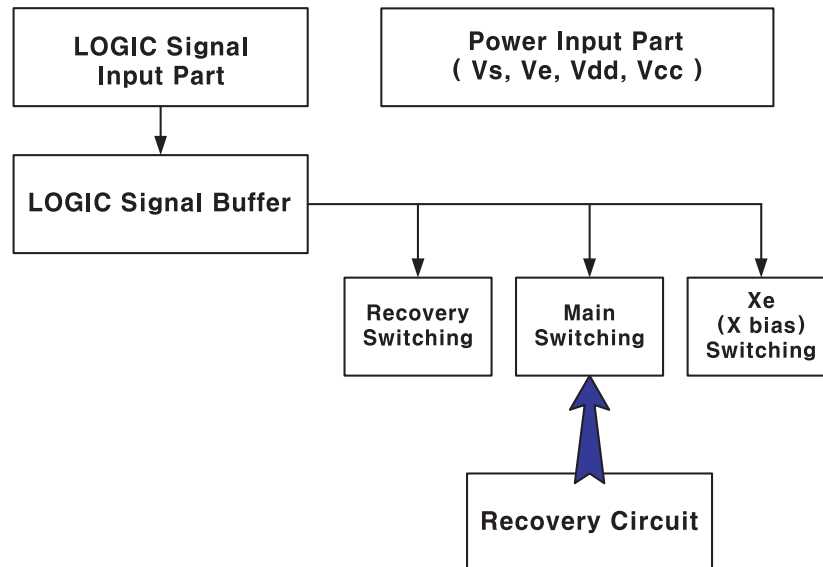 LOGIC Signal
Input Part
Power Input Part
( Vs, Ve, Vdd, Vcc )
LOGIC Signal Buffer
Recovery
Switching
Main
Switching
Xe
(X bias)
Switching
Recovery Circuit